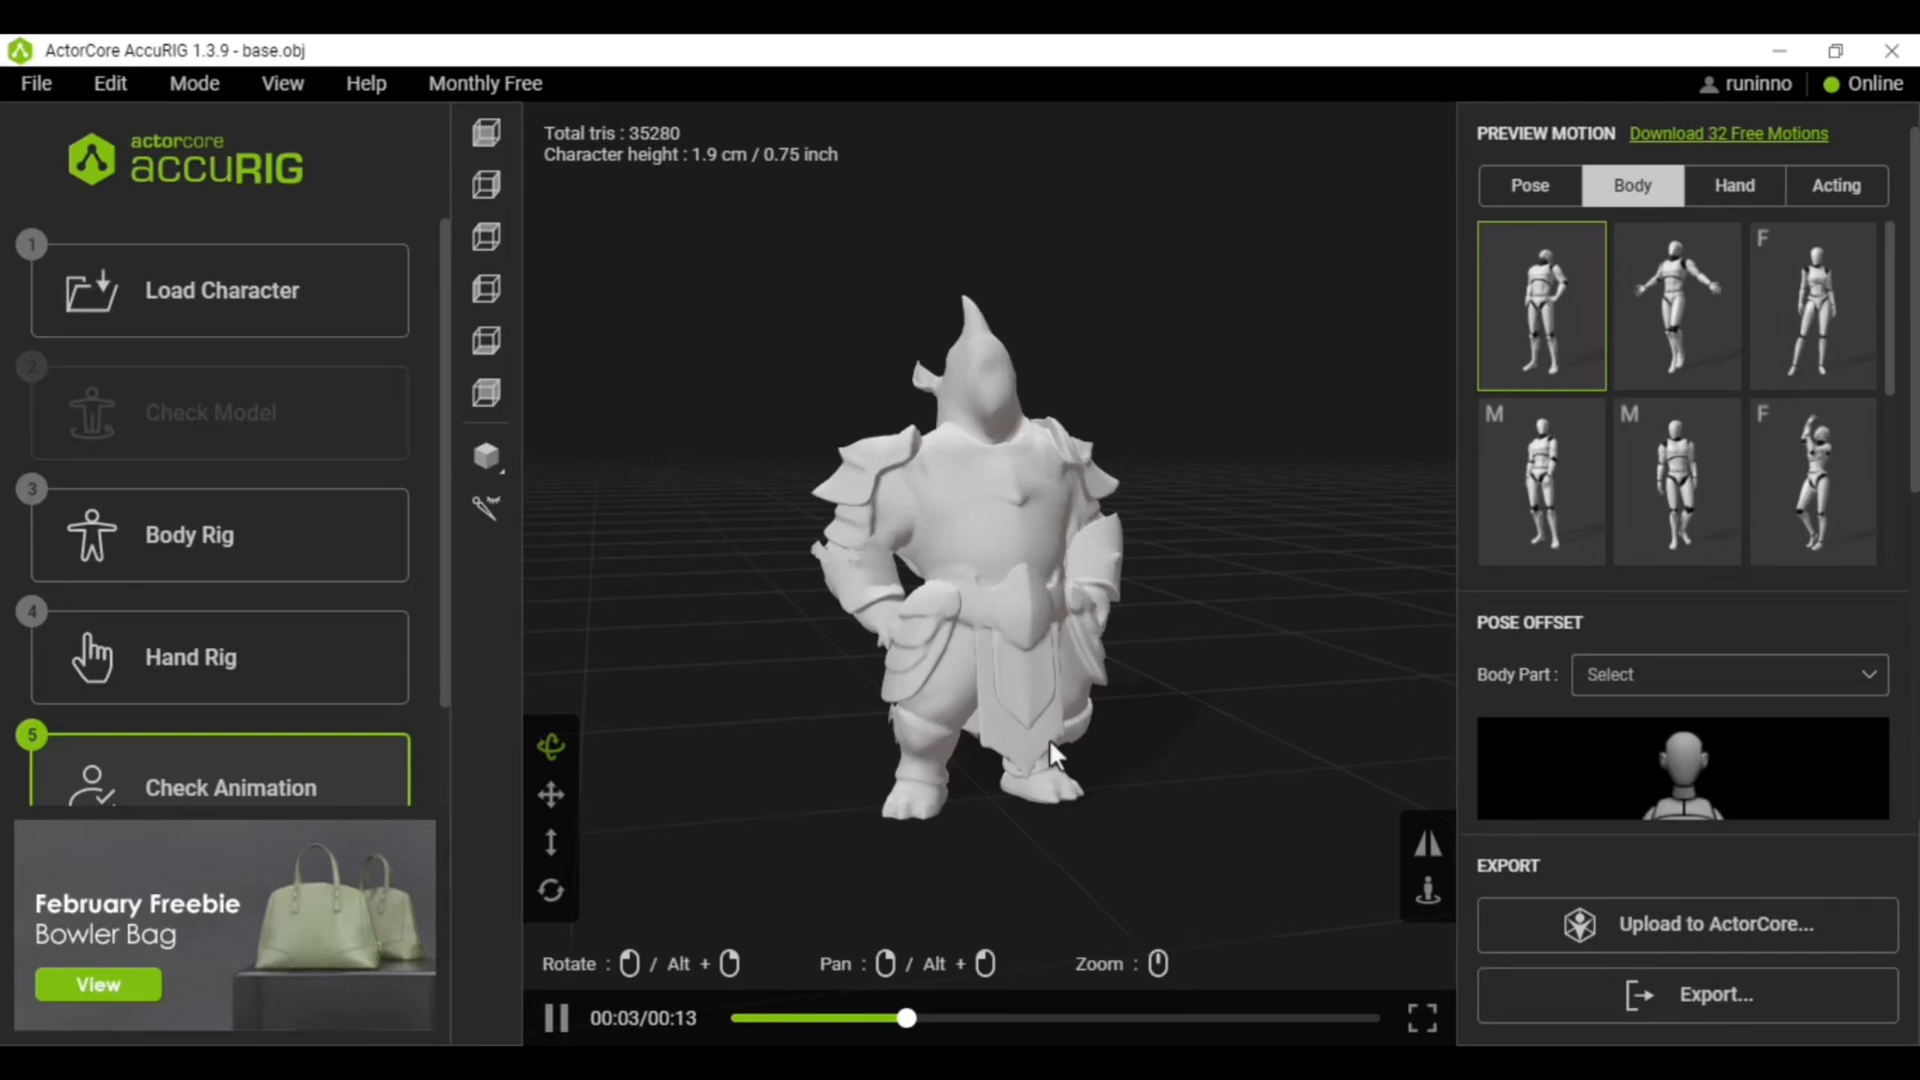 ActorCore AccuRIG 1.3.9 - base.obj
File Edit Mode View Help Monthly Free
runinno Online
actorcore
accuRIG
1
Load Character
2
Check Model
3
Body Rig
4
Hand Rig
5
Check Animation
February Freebie
Bowler Bag
View
Total tris : 35280
Character height : 1.9 cm / 0.75 inch
Rotate : / Alt + Pan : / Alt + Zoom :
00:03/00:13
PREVIEW MOTION Download 32 Free Motions
Pose Body Hand Acting
F
M M F
POSE OFFSET
Body Part : Select
EXPORT
Upload to ActorCore...
Export...